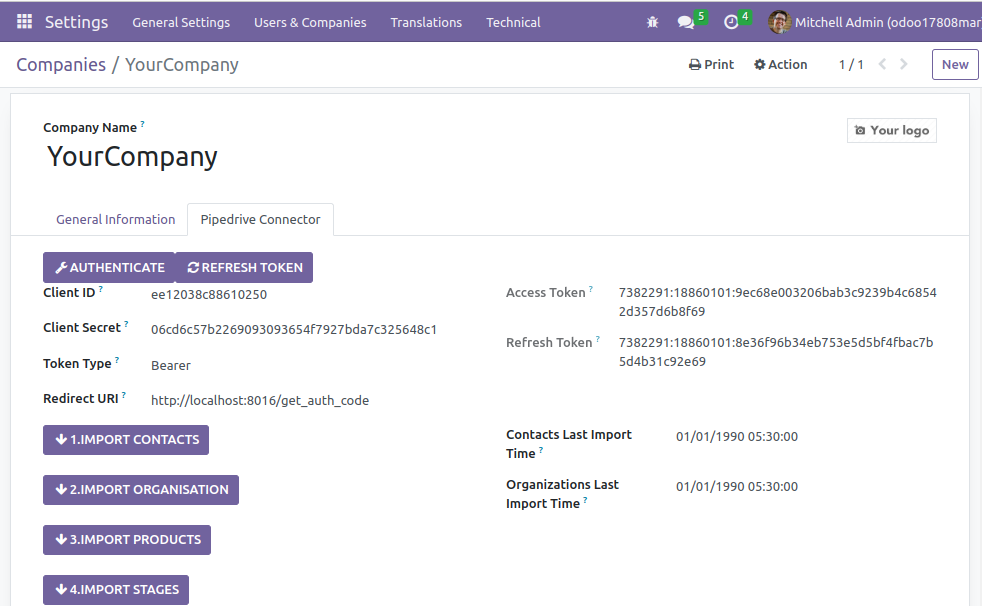 Settings General Settings Users & Companies Translations Technical 5 4 Mitchell Admin (odoo17808mar
Companies / YourCompany Print Action 1 / 1 New
Company Name ?
Your logo
YourCompany
General Information Pipedrive Connector
AUTHENTICATE REFRESH TOKEN
Client ID ? ee12038c88610250
Access Token ? 7382291:18860101:9ec68e003206bab3c9239b4c6854
2d357d6b8f69
Client Secret ? 06cd6c57b2269093093654f7927bda7c325648c1
Refresh Token ? 7382291:18860101:8e36f96b34eb753e5d5bf4fbac7b
5d4b31c92e69
Token Type ? Bearer
Redirect URI ? http://localhost:8016/get_auth_code
1.IMPORT CONTACTS
Contacts Last Import
Time ? 01/01/1990 05:30:00
2.IMPORT ORGANISATION
Organizations Last
Import Time ? 01/01/1990 05:30:00
3.IMPORT PRODUCTS
4.IMPORT STAGES